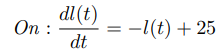 On : dl(t)/dt = −l(t) + 25